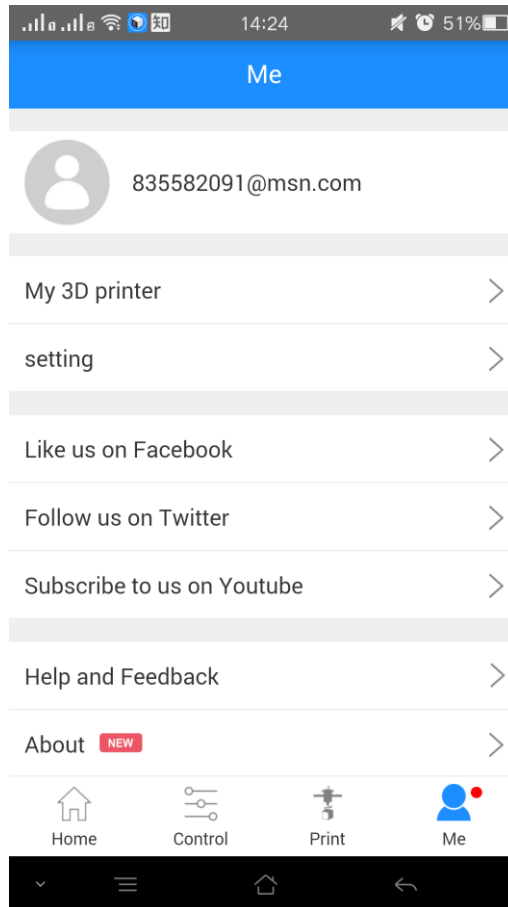 知 14:24 51%
Me
835582091@msn.com
My 3D printer
setting
Like us on Facebook
Follow us on Twitter
Subscribe to us on Youtube
Help and Feedback
About NEW
Home Control Print Me